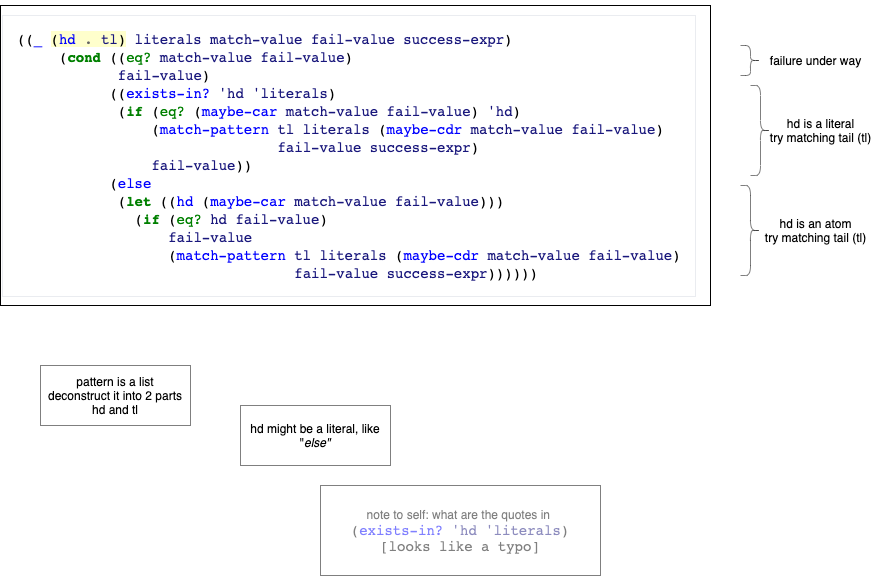 ((_ (hd . tl) literals match-value fail-value success-expr)
(cond ((eq? match-value fail-value)
fail-value)
((exists-in? 'hd 'literals)
(if (eq? (maybe-car match-value fail-value) 'hd)
(match-pattern tl literals (maybe-cdr match-value fail-value)
fail-value success-expr)
fail-value))
(else
(let ((hd (maybe-car match-value fail-value)))
(if (eq? hd fail-value)
fail-value
(match-pattern tl literals (maybe-cdr match-value fail-value)
fail-value success-expr))))))
failure under way
hd is a literal
try matching tail (tl)
hd is an atom
try matching tail (tl)
pattern is a list
deconstruct it into 2 parts
hd and tl
hd might be a literal, like
"else"
note to self: what are the quotes in
(exists-in? 'hd 'literals)
[looks like a typo]